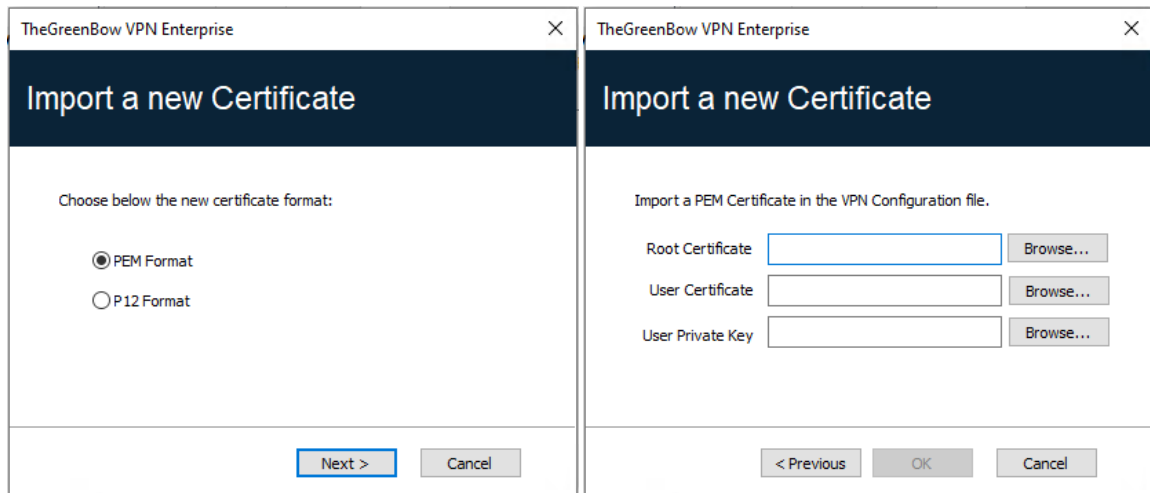 TheGreenBow VPN Enterprise
Import a new Certificate
Choose below the new certificate format:
PEM Format
P12 Format
Next >
Cancel
TheGreenBow VPN Enterprise
Import a new Certificate
Import a PEM Certificate in the VPN Configuration file.
Root Certificate
Browse...
User Certificate
Browse...
User Private Key
Browse...
< Previous
OK
Cancel